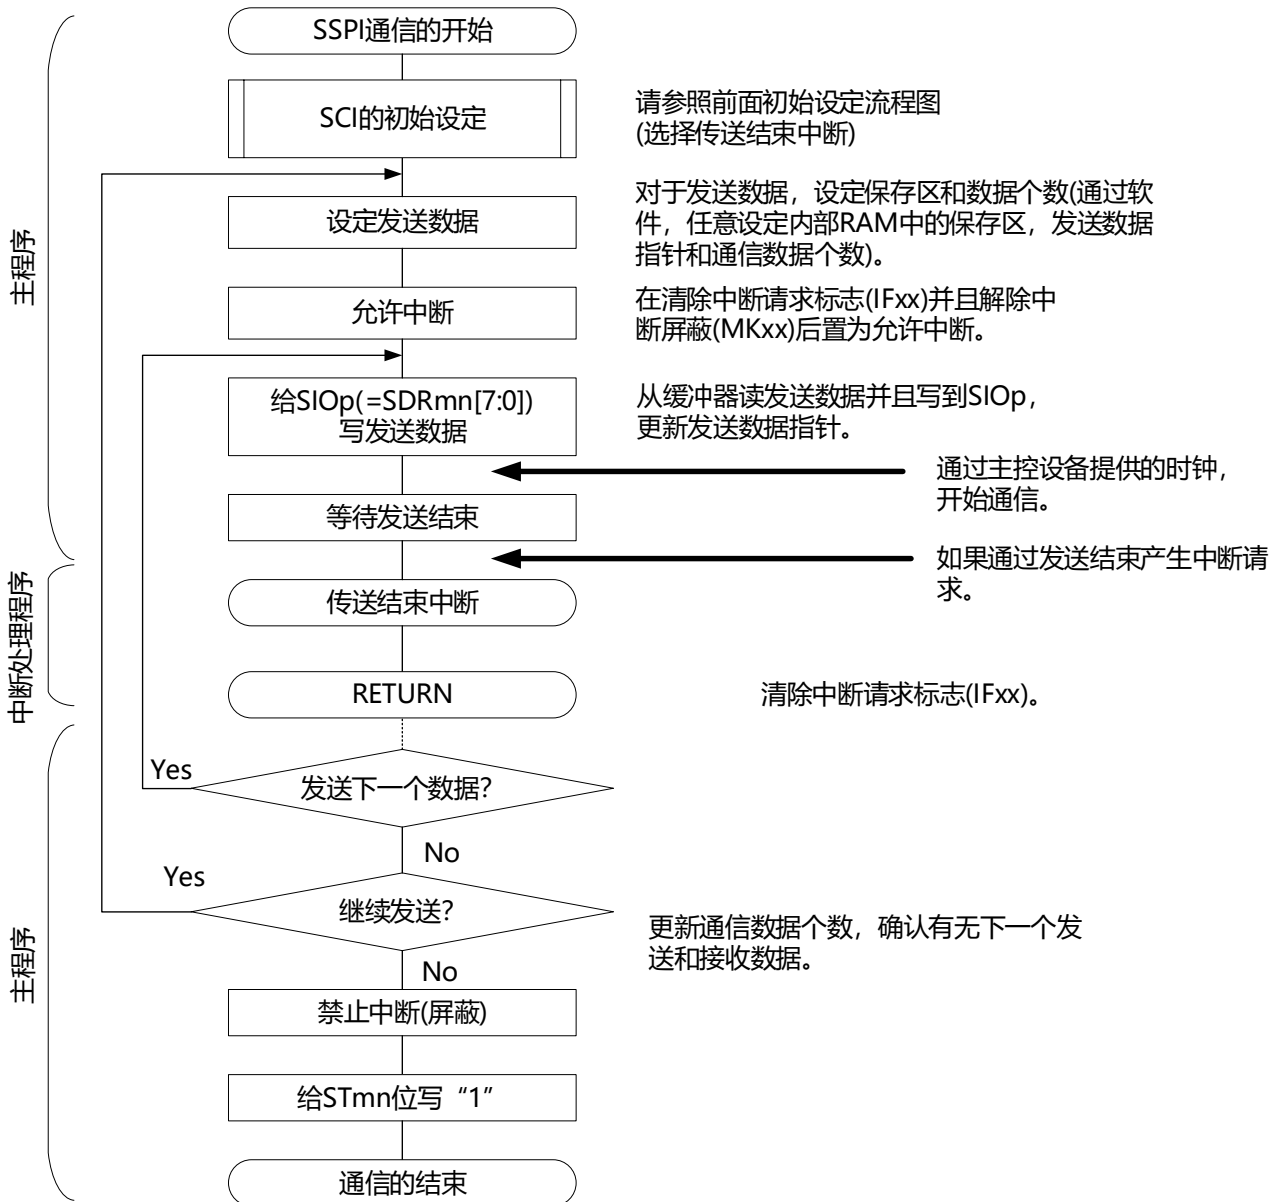 SSPI通信的开始
SCI的初始设定
请参照前面初始设定流程图
(选择传送结束中断)
设定发送数据
对于发送数据，设定保存区和数据个数(通过软
件，任意设定内部RAM中的保存区，发送数据
指针和通信数据个数)。
主程序
允许中断
在清除中断请求标志(IFxx)并且解除中
断屏蔽(MKxx)后置为允许中断。
给SIOp(=SDRmn[7:0])
写发送数据
从缓冲器读发送数据并且写到SIOp，
更新发送数据指针。
通过主控设备提供的时钟，
开始通信。
等待发送结束
如果通过发送结束产生中断请
求。
中断处理程序
传送结束中断
RETURN
清除中断请求标志(IFxx)。
Yes
发送下一个数据？
No
Yes
继续发送？
更新通信数据个数，确认有无下一个发
送和接收数据。
主程序
No
禁止中断(屏蔽)
给STmn位写“1”
通信的结束